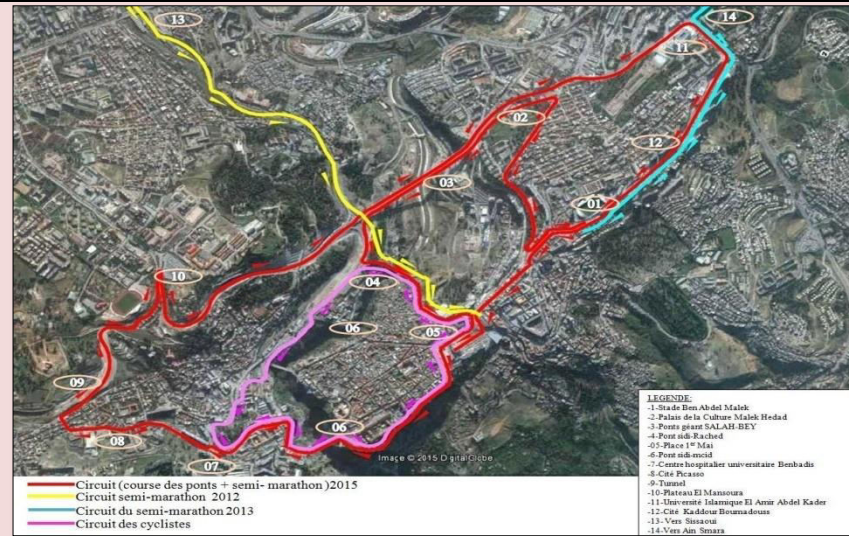 13
14
11
02
12
03
01
10
04
06
05
09
06
08
07
Image © 2015 DigitalGlobe
Circuit (course des ponts + semi- marathon)2015
Circuit semi-marathon 2012
Circuit du semi-marathon 2013
Circuit des cyclistes
LEGENDE:
-1-Stade Ben Abdel Malek
-2-Palais de la Culture Malek Hedad
-3-Ponts géant SALAH-BEY
-4-Pont sidi-Rached
-05-Place 1er Mai
-6-Pont sidi-mcid
-7-Centre hospitalier universitaire Benbadis
-8-Cité Picasso
-9-Tunnel
-10-Plateau El Mansoura
-11-Université Islamique El Amir Abdel Kader
-12-Cité Kaddour Boumadouss
-13-Vers Sissaoui
-14-Vers Ain Smara